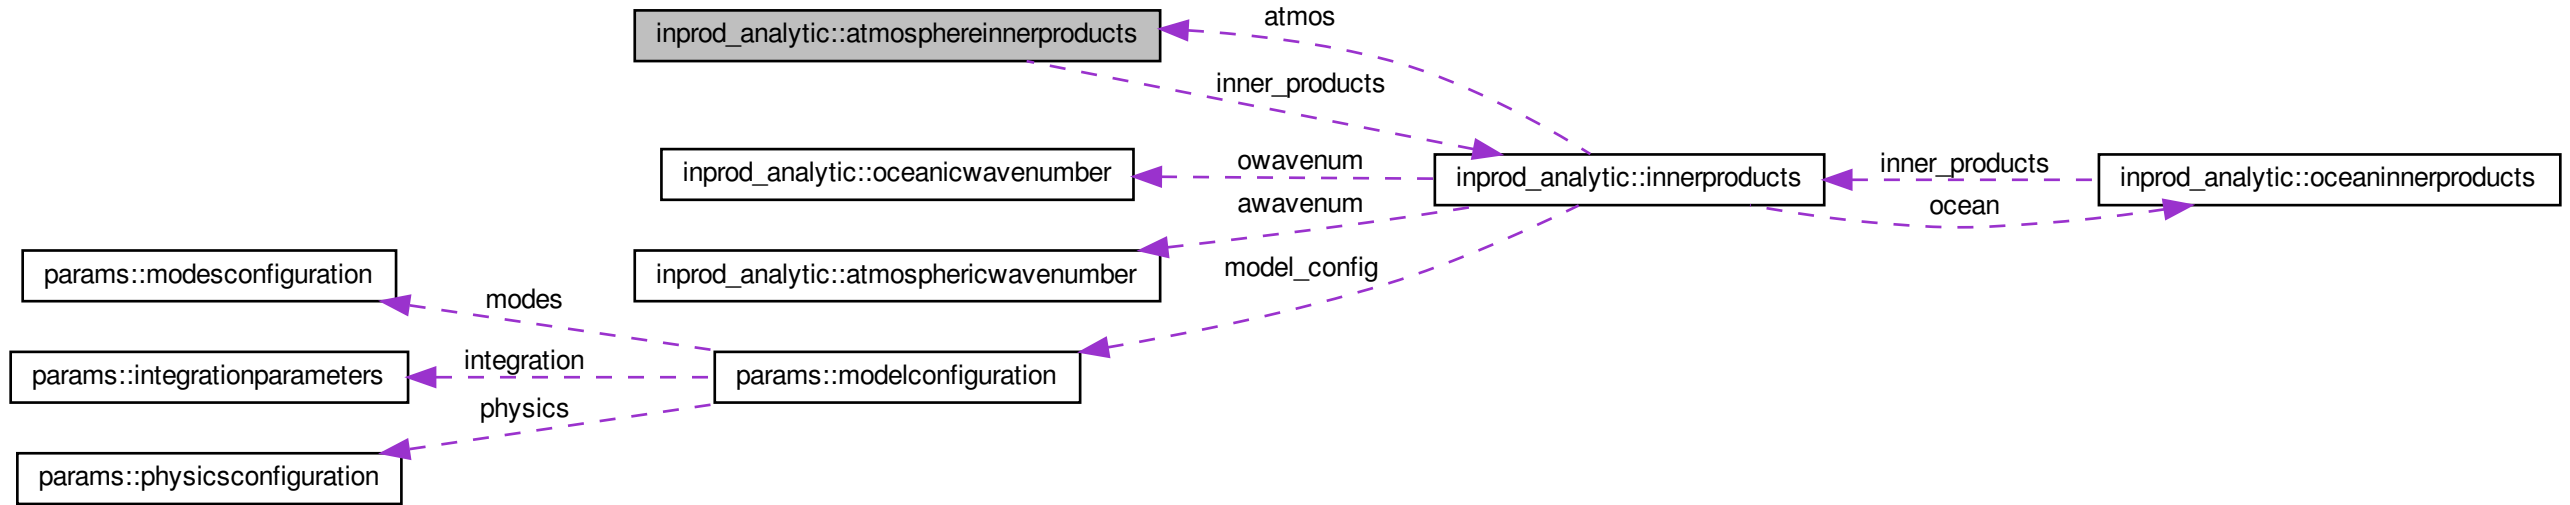 inprod_analytic::atmosphereinnerproducts
atmos
inner_products
inprod_analytic::oceanicwavenumber
owavenum
inprod_analytic::innerproducts
inner_products
inprod_analytic::oceaninnerproducts
awavenum
ocean
inprod_analytic::atmosphericwavenumber
model_config
params::modesconfiguration
modes
params::integrationparameters
integration
params::modelconfiguration
physics
params::physicsconfiguration